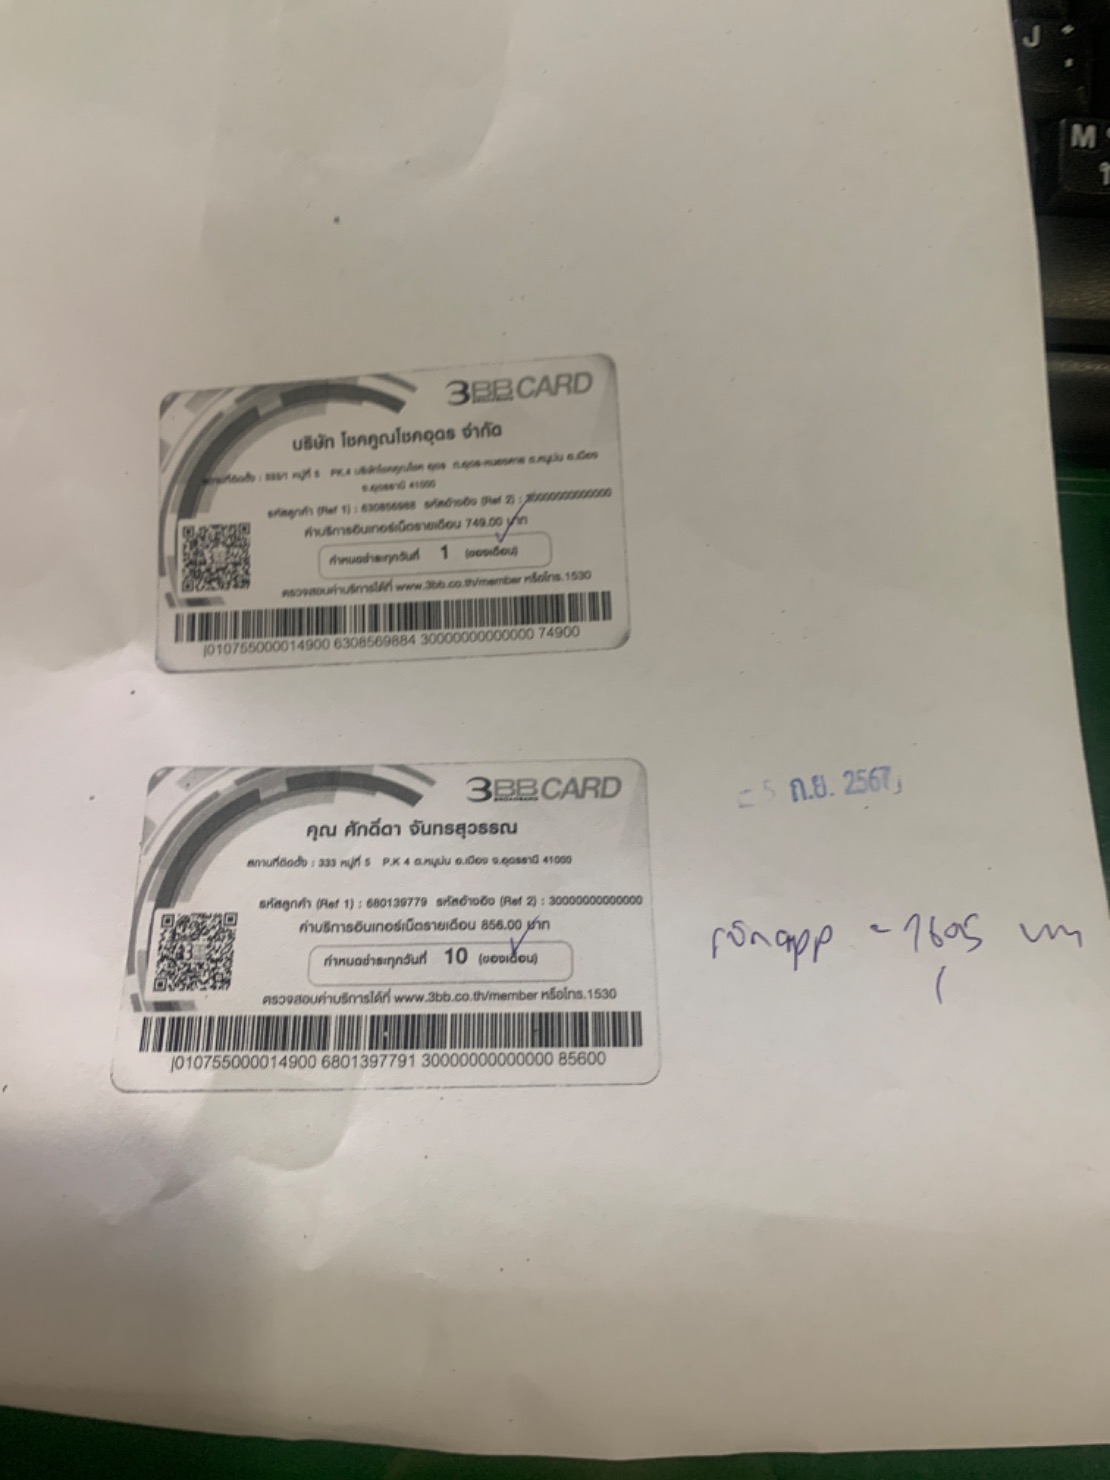 3BB CARD
บริษัท โชคคูณโชคอุดร จำกัด
จ.อุดรธานี 41000
รหัสลูกค้า (Ref 1) : 630856988 รหัสอ้างอิง (Ref 2) : 30000000000000
ค่าบริการอินเทอร์เน็ตรายเดือน 749.00 บาท
กำหนดชำระทุกวันที่ 1 (ของเดือน)
ตรวจสอบค่าบริการได้ที่ www.3bb.co.th/member หรือโทร.1530
|010755000014900 6308569884 30000000000000 74900
3BB CARD
BROADBAND
คุณ ศักดิ์ดา จันทรสุวรรณ
สถานที่ติดตั้ง : 333 หมู่ที่ 5 P.K 4 ต.หมูม่น อ.เมือง จ.อุดรธานี 41000
รหัสลูกค้า (Ref 1) : 680139779 รหัสอ้างอิง (Ref 2) : 30000000000000
ค่าบริการอินเทอร์เน็ตรายเดือน 856.00 บาท
กำหนดชำระทุกวันที่ 10 (ของเดือน)
ตรวจสอบค่าบริการได้ที่ www.3bb.co.th/member หรือโทร.1530
|010755000014900 6801397791 30000000000000 85600
- 5 ก.ย. 2567
app = 1605 บาท
J
M